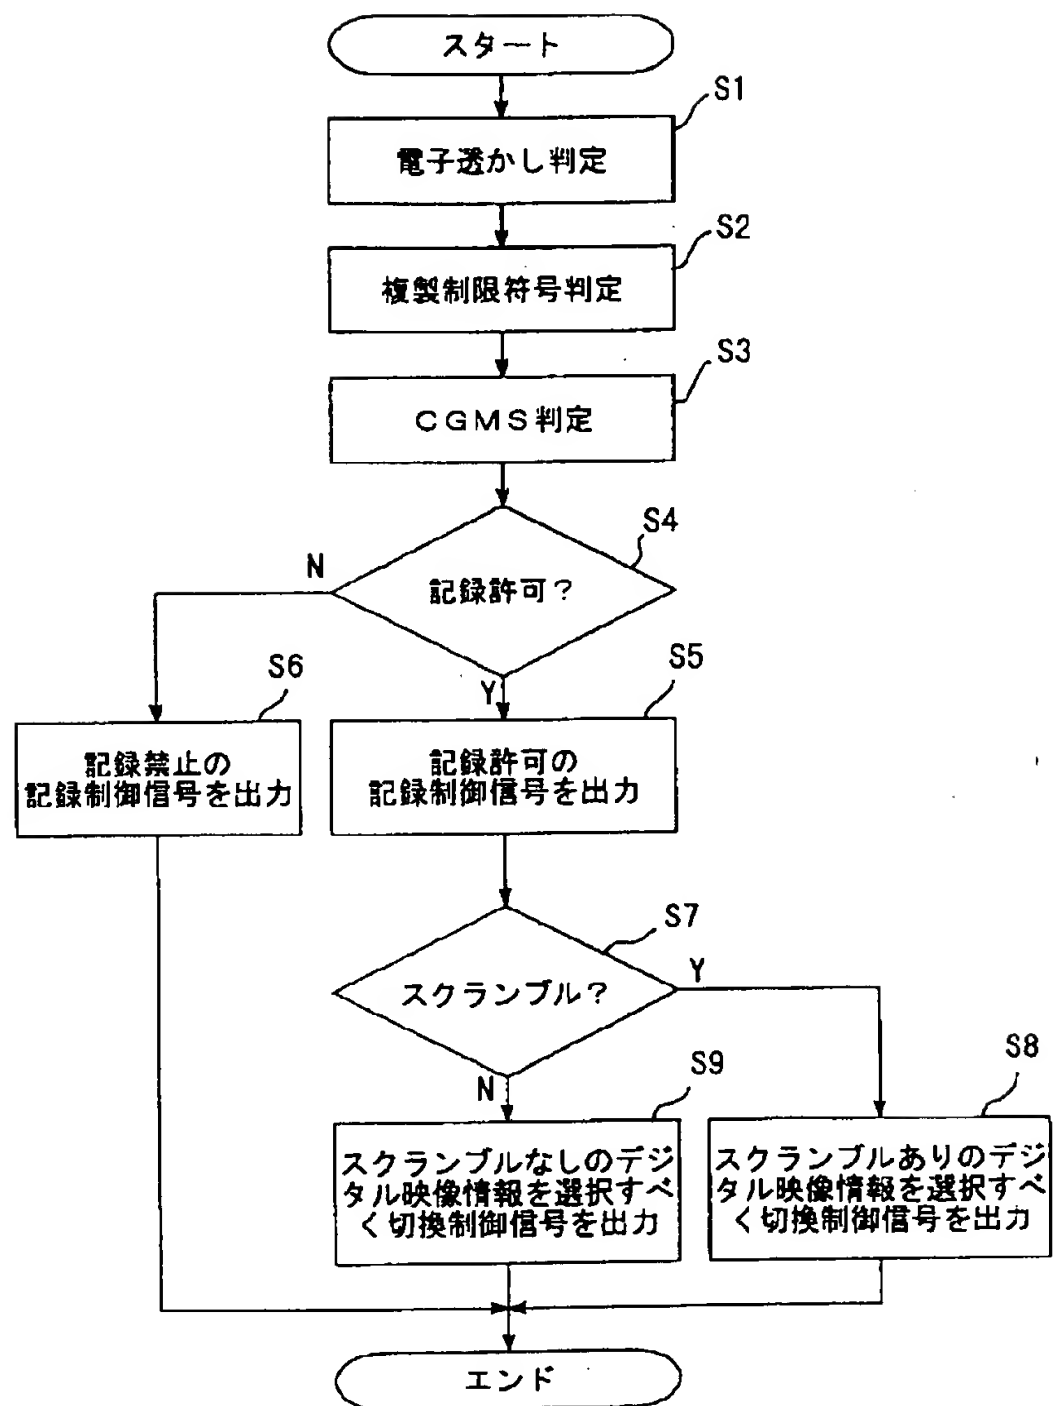 スタート
S1
電子透かし判定
S2
複製制限符号判定
S3
CGMS判定
S4
記録許可?
N
Y
S6
記録禁止の
記録制御信号を出力
S5
記録許可の
記録制御信号を出力
S7
スクランブル?
Y
N
S9
スクランブルなしのデジ
タル映像情報を選択すべ
く切換制御信号を出力
S8
スクランブルありのデジ
タル映像情報を選択すべ
く切換制御信号を出力
エンド